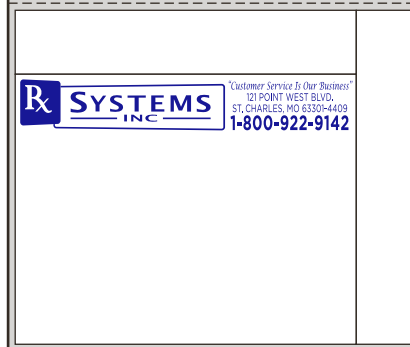 Rx SYSTEMS
INC
"Customer Service Is Our Business"
121 POINT WEST BLVD.
ST. CHARLES, MO 63301-4409
1-800-922-9142